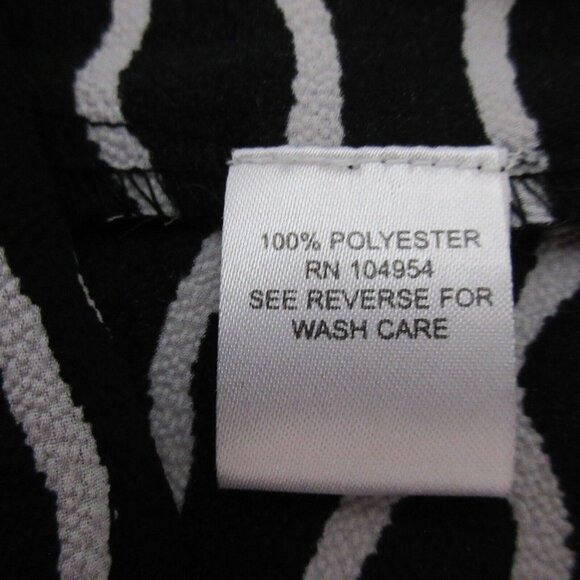 100% POLYESTER
RN 104954
SEE REVERSE FOR
WASH CARE